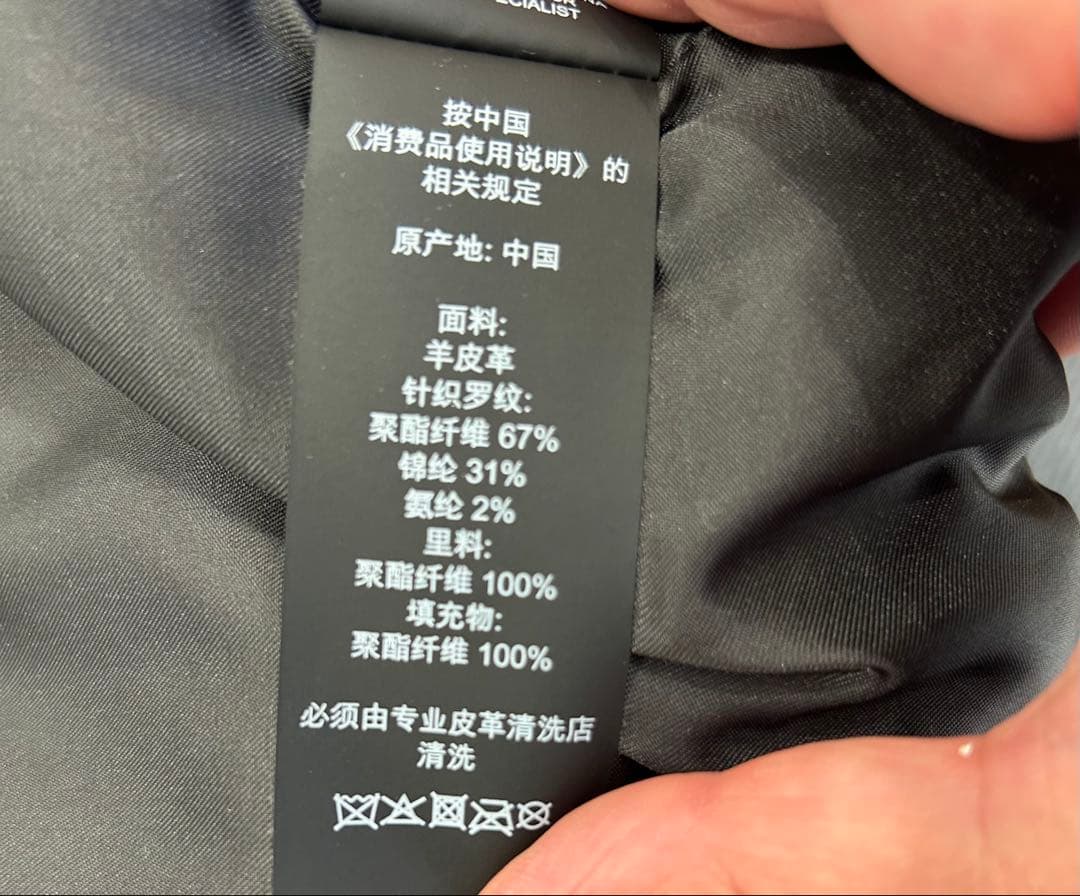 ECIALIST
按中国
《消费品使用说明》的
相关规定
原产地: 中国
面料:
羊皮革
针织罗纹:
聚酯纤维 67%
锦纶 31%
氨纶 2%
里料:
聚酯纤维 100%
填充物:
聚酯纤维 100%
必须由专业皮革清洗店
清洗